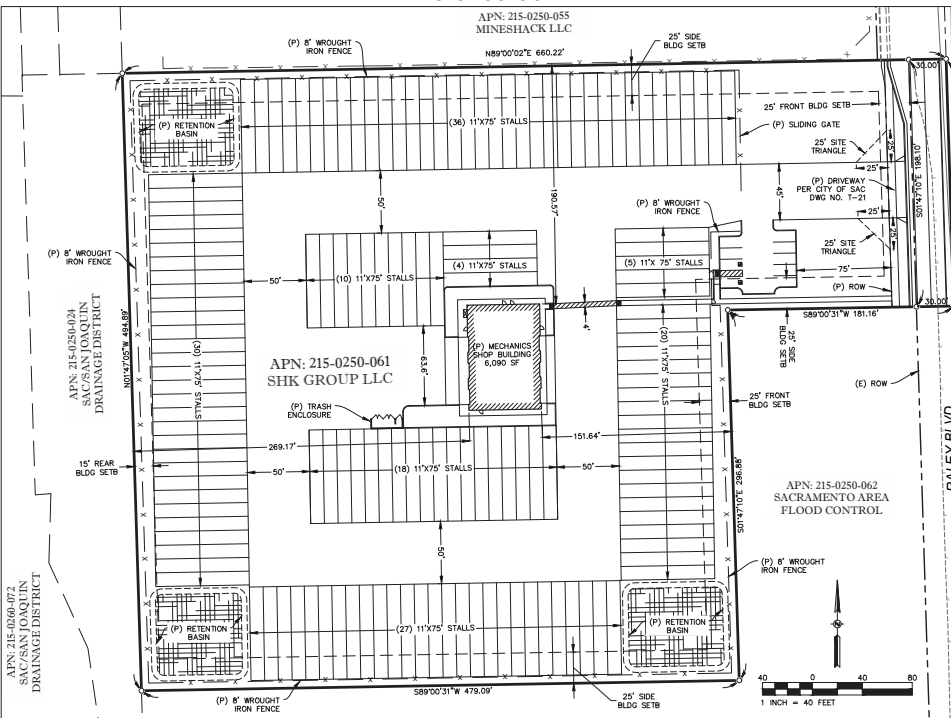 APN: 215-0250-055
MINESHACK LLC
(P) 8' WROUGHT
IRON FENCE
N89°00'02"E 660.22'
25' SIDE
BLDG SETB
30.00'
(P) RETENTION
BASIN
(36) 11'X75' STALLS
25' FRONT BLDG SETB
(P) SLIDING GATE
25' SITE
TRIANGLE
25'
25'
S01°47'10"E 198.10'
(P) DRIVEWAY
PER CITY OF SAC
DWG NO. T-21
190.57'
50'
45'
(P) 8' WROUGHT
IRON FENCE
25'
25'
25' SITE
TRIANGLE
(P) 8' WROUGHT
IRON FENCE
(4) 11'X75' STALLS
(5) 11'X 75' STALLS
(10) 11'X75' STALLS
50'
75'
(P) ROW
30.00'
S89°00'31"W 181.16'
4'
25' SIDE
BLDG SETB
APN: 215-0250-024
SAC/SAN JOAQUIN
DRAINAGE DISTRICT
N01°47'05"W 494.89'
(30) 11'X75' STALLS
APN: 215-0250-061
SHK GROUP LLC
63.6'
(P) MECHANICS
SHOP BUILDING
6,090 SF
(20) 11'X75' STALLS
(E) ROW
(P) TRASH
ENCLOSURE
25' FRONT
BLDG SETB
269.17'
151.64'
15' REAR
BLDG SETB
50'
(18) 11'X75' STALLS
50'
S01°47'10"E 296.88'
APN: 215-0250-062
SACRAMENTO AREA
FLOOD CONTROL
50'
(P) 8' WROUGHT
IRON FENCE
APN: 215-0260-072
SAC/SAN JOAQUIN
DRAINAGE DISTRICT
(P) RETENTION
BASIN
(27) 11'X75' STALLS
(P) RETENTION
BASIN
S89°00'31"W 479.09'
(P) 8' WROUGHT
IRON FENCE
25' SIDE
BLDG SETB
40 0 40 80
1 INCH = 40 FEET